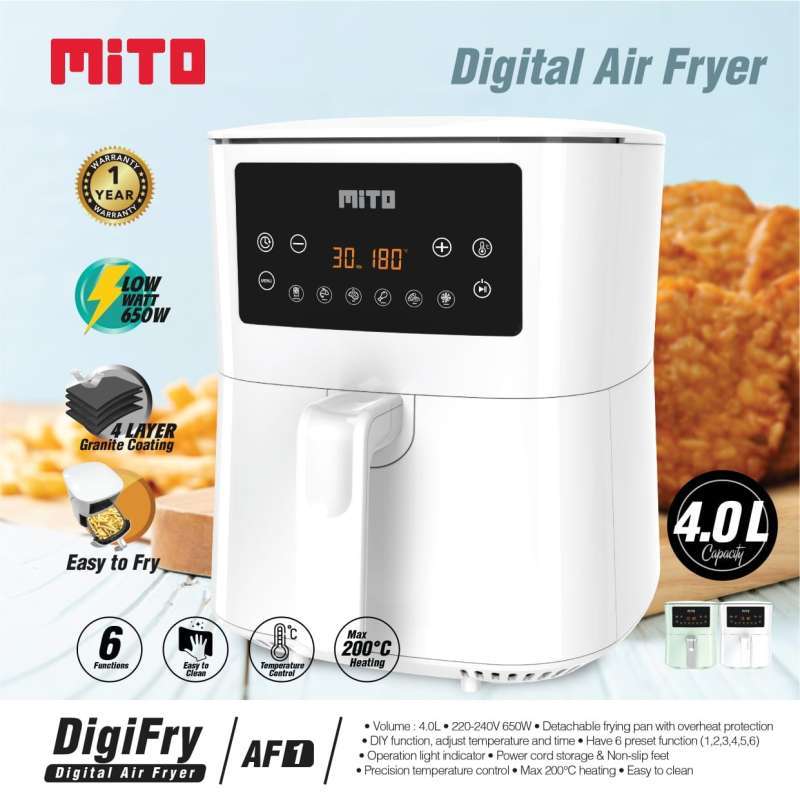 MiTO
Digital Air Fryer
WARRANTY
1
YEAR
WARRANTY
MiTO
30 180°C
MENU
LOW
WATT
650W
4 LAYER
Granite Coating
Easy to Fry
4.0 L
Capacity
6
Functions
Easy to
Clean
°C
Temperature
Control
Max
200°C
Heating
DigiFry
Digital Air Fryer
AF1
• Volume : 4.0L • 220-240V 650W • Detachable frying pan with overheat protection
• DIY function, adjust temperature and time • Have 6 preset function (1,2,3,4,5,6)
• Operation light indicator • Power cord storage & Non-slip feet
• Precision temperature control • Max 200°C heating • Easy to clean